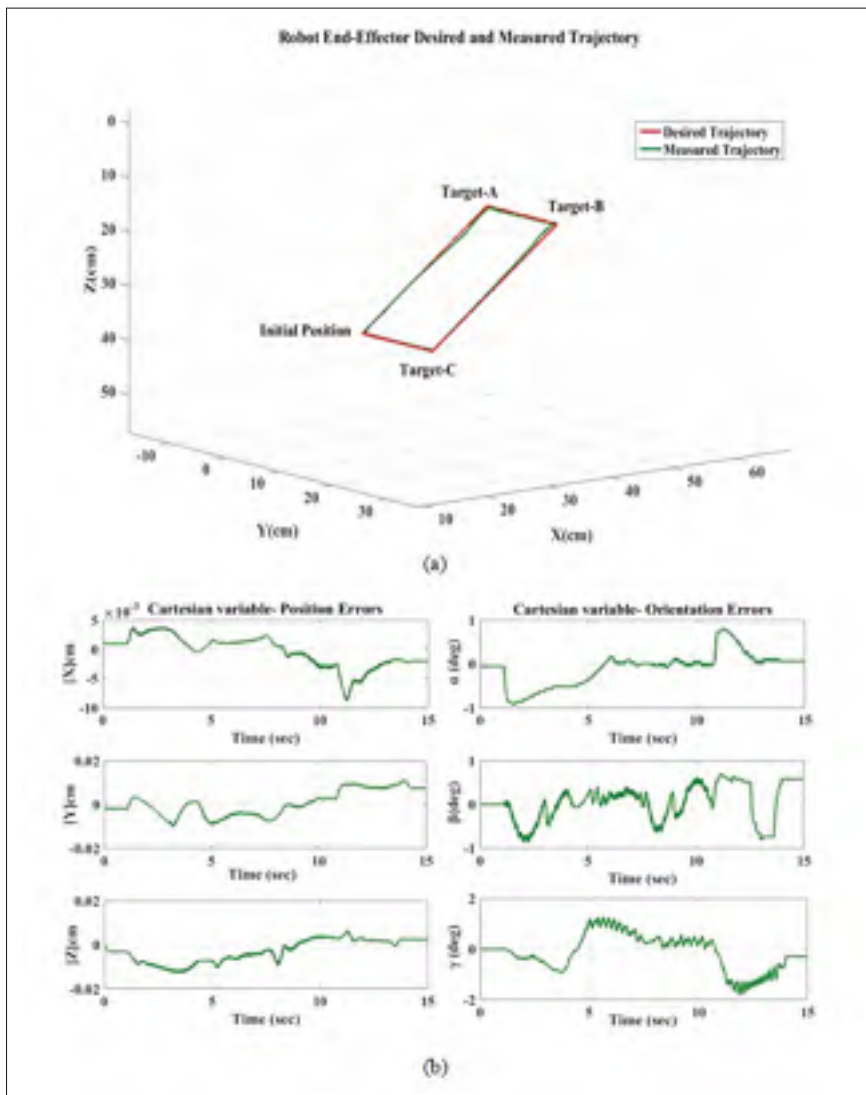 Robot End-Effector Desired and Measured Trajectory
Desired Trajectory
Measured Trajectory
0
10
20
30
40
50
Z(cm)
Target-A
Target-B
Initial Position
Target-C
-10
0
10
20
30
Y(cm)
10
20
30
40
50
60
X(cm)
(a)
Cartesian variable- Position Errors
Cartesian variable- Orientation Errors
5
0
-5
-10
[X]cm
0
5
10
15
Time (sec)
1
0
-1
α (deg)
0
5
10
15
Time (sec)
0.02
0
-0.02
[Y]cm
0
5
10
15
Time (sec)
1
0
-1
β(deg)
0
5
10
15
Time (sec)
0.02
0
-0.02
[Z]cm
0
5
10
15
Time (sec)
2
0
-2
γ (deg)
0
5
10
15
Time (sec)
(b)